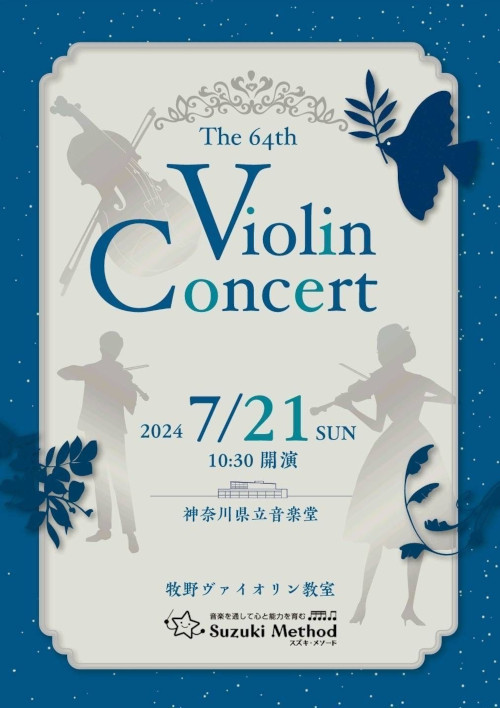 The 64th
Violin
Concert
2024 7/21 SUN
10:30 開演
神奈川県立音楽堂
牧野ヴァイオリン教室
音楽を通して心と能力を育む
Suzuki Method
スズキ・メソード